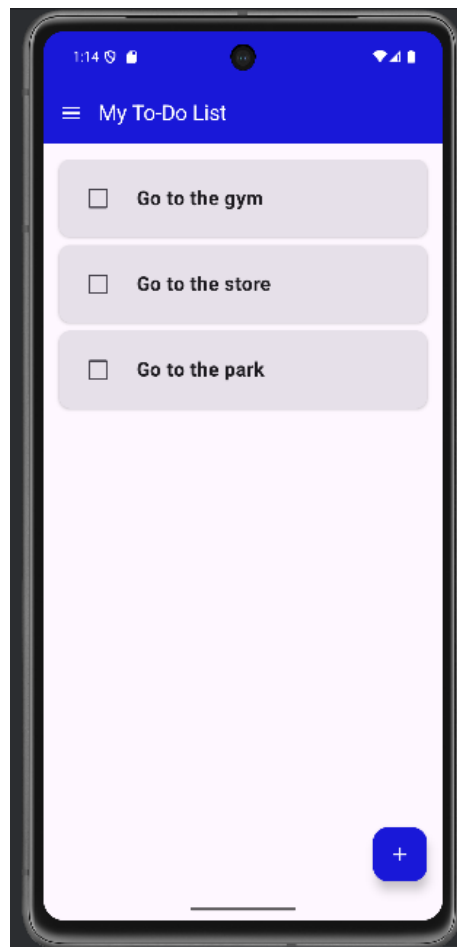 1:14
My To-Do List
Go to the gym
Go to the store
Go to the park
+